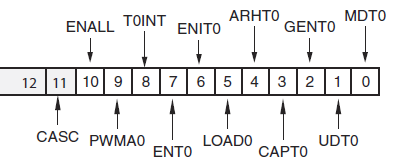 ENALL T0INT ENIT0 ARHT0 GENT0 MDT0
12 11 10 9 8 7 6 5 4 3 2 1 0
CASC PWMA0 ENT0 LOAD0 CAPT0 UDT0